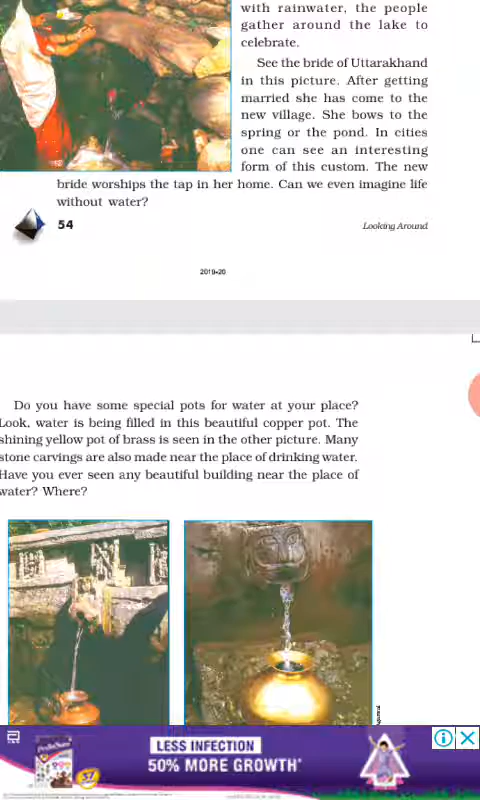 with rainwater, the people
gather around the lake to
celebrate.
See the bride of Uttarakhand
in this picture. After getting
married she has come to the
new village. She bows to the
spring or the pond. In cities
one can see an interesting
form of this custom. The new
bride worships the tap in her home. Can we even imagine life
without water?
54
Looking Around
2019-20
Do you have some special pots for water at your place?
Look, water is being filled in this beautiful copper pot. The
shining yellow pot of brass is seen in the other picture. Many
stone carvings are also made near the place of drinking water.
Have you ever seen any beautiful building near the place of
water? Where?
LESS INFECTION
50% MORE GROWTH*
37